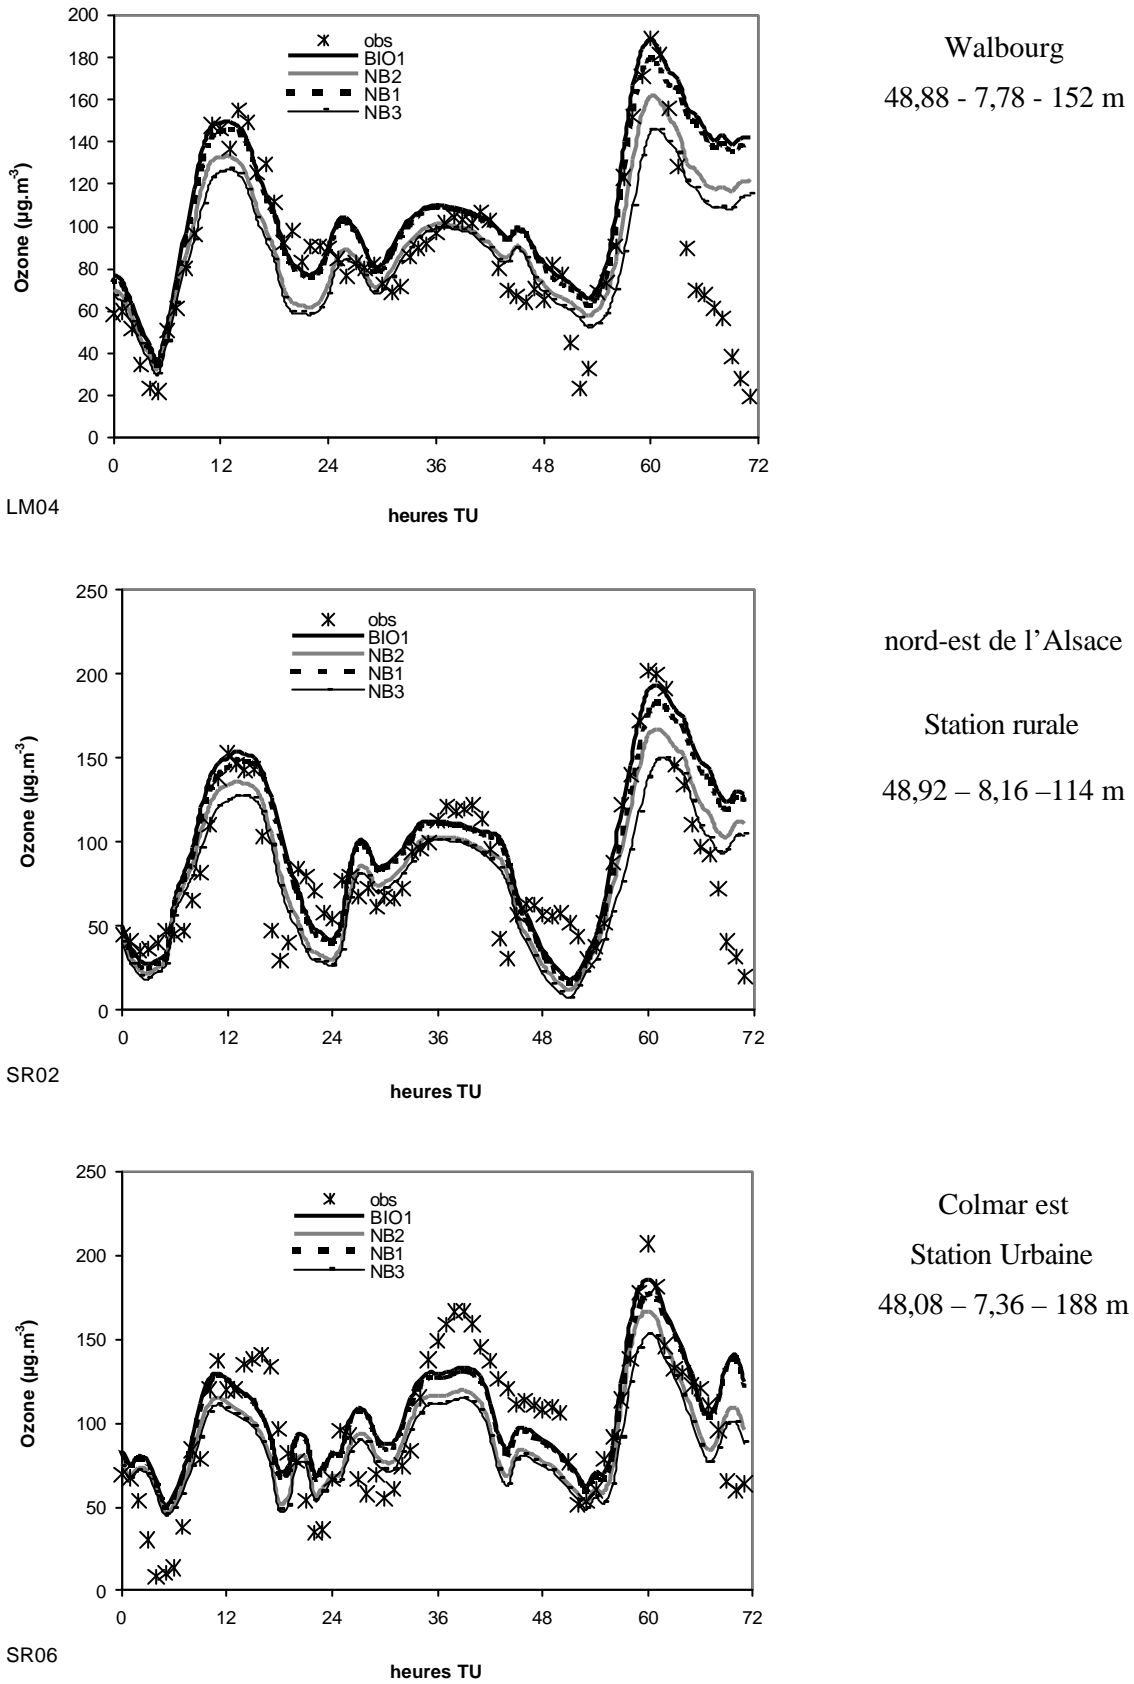 200
180
160
140
120
100
80
60
40
20
0
Ozone (µg.m-3)
obs
BIO1
NB2
NB1
NB3
0 12 24 36 48 60 72
LM04
heures TU
Walbourg
48,88 - 7,78 - 152 m
250
200
150
100
50
0
Ozone (µg.m-3)
obs
BIO1
NB2
NB1
NB3
0 12 24 36 48 60 72
SR02
heures TU
nord-est de l’Alsace
Station rurale
48,92 – 8,16 –114 m
250
200
150
100
50
0
Ozone (µg.m-3)
obs
BIO1
NB2
NB1
NB3
0 12 24 36 48 60 72
SR06
heures TU
Colmar est
Station Urbaine
48,08 – 7,36 – 188 m